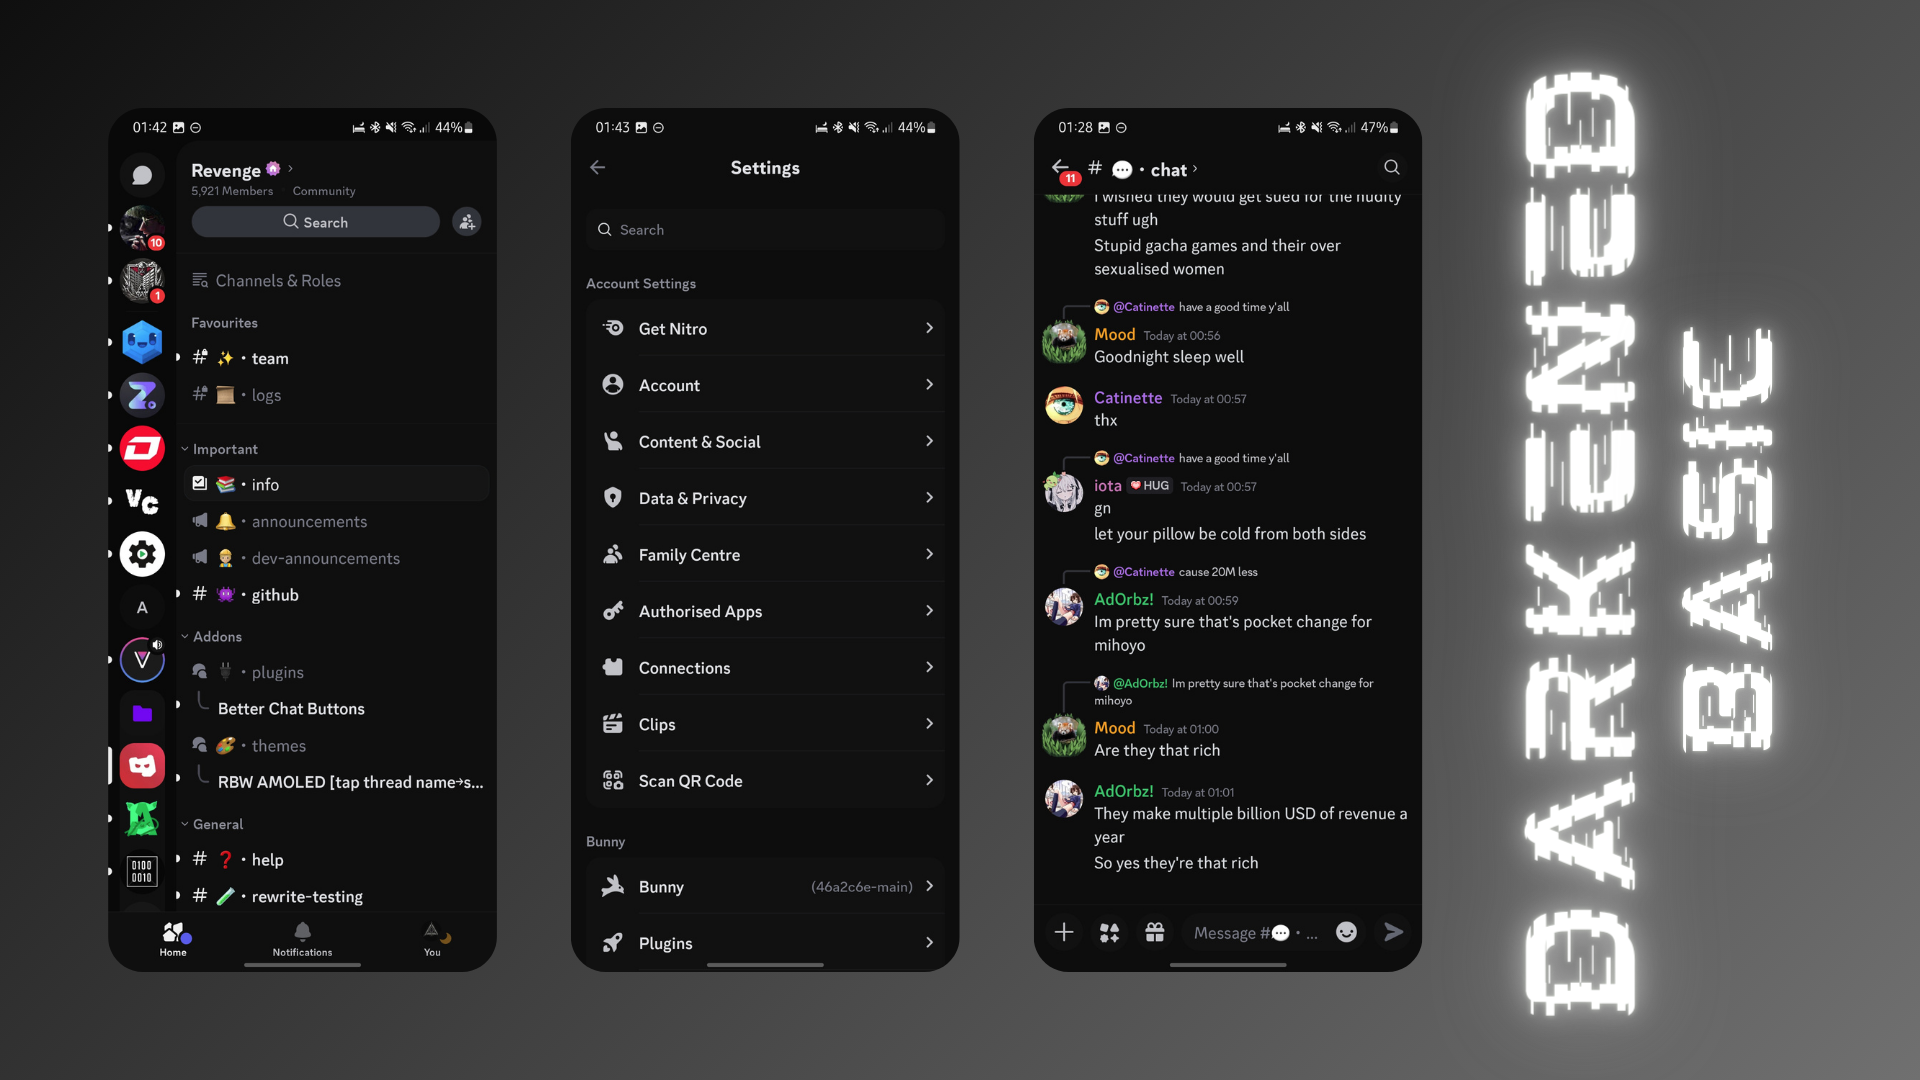 01:42
44%
Revenge
5,921 Members
Community
Search
10
1
Channels & Roles
Favourites
# ✨ • team
# 📜 • logs
Important
📚 • info
🔔 • announcements
👷 • dev-announcements
# 👾 • github
VC
A
Addons
🔌 • plugins
Better Chat Buttons
🎨 • themes
RBW AMOLED [tap thread name→s...
General
# ❓ • help
# 🧪 • rewrite-testing
0100
0010
Home
Notifications
You
01:43
44%
Settings
Search
Account Settings
Get Nitro
Account
Content & Social
Data & Privacy
Family Centre
Authorised Apps
Connections
Clips
Scan QR Code
Bunny
Bunny
(46a2c6e-main)
Plugins
01:28
47%
11
# 💬 • chat
I wished they would get sued for the nudity
stuff ugh
Stupid gacha games and their over
sexualised women
@Catinette have a good time y'all
Mood Today at 00:56
Goodnight sleep well
Catinette Today at 00:57
thx
@Catinette have a good time y'all
iota HUG Today at 00:57
gn
let your pillow be cold from both sides
@Catinette cause 20M less
AdOrbz! Today at 00:59
Im pretty sure that's pocket change for
mihoyo
@AdOrbz! Im pretty sure that's pocket change for
mihoyo
Mood Today at 01:00
Are they that rich
AdOrbz! Today at 01:01
They make multiple billion USD of revenue a
year
So yes they're that rich
Message #💬 • ...
DARKENED
BASIC